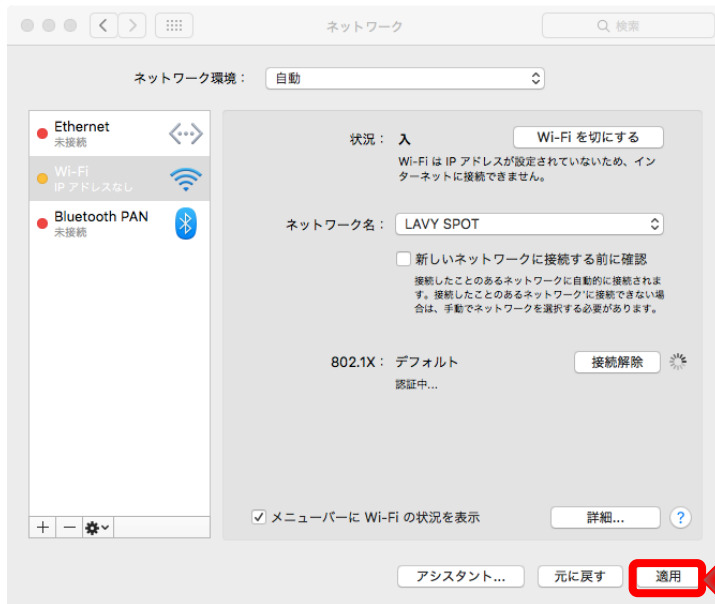 ネットワーク
検索
ネットワーク環境： 自動
Ethernet
未接続
Wi-Fi
IP アドレスなし
Bluetooth PAN
未接続
状況： 入 Wi-Fi を切にする
Wi-Fi は IP アドレスが設定されていないため、イン
ターネットに接続できません。
ネットワーク名： LAVY SPOT
新しいネットワークに接続する前に確認
接続したことのあるネットワークに自動的に接続されま
す。接続したことのあるネットワークに接続できない場
合は、手動でネットワークを選択する必要があります。
802.1X： デフォルト 接続解除
認証中...
メニューバーに Wi-Fi の状況を表示 詳細... ?
アシスタント... 元に戻す 適用